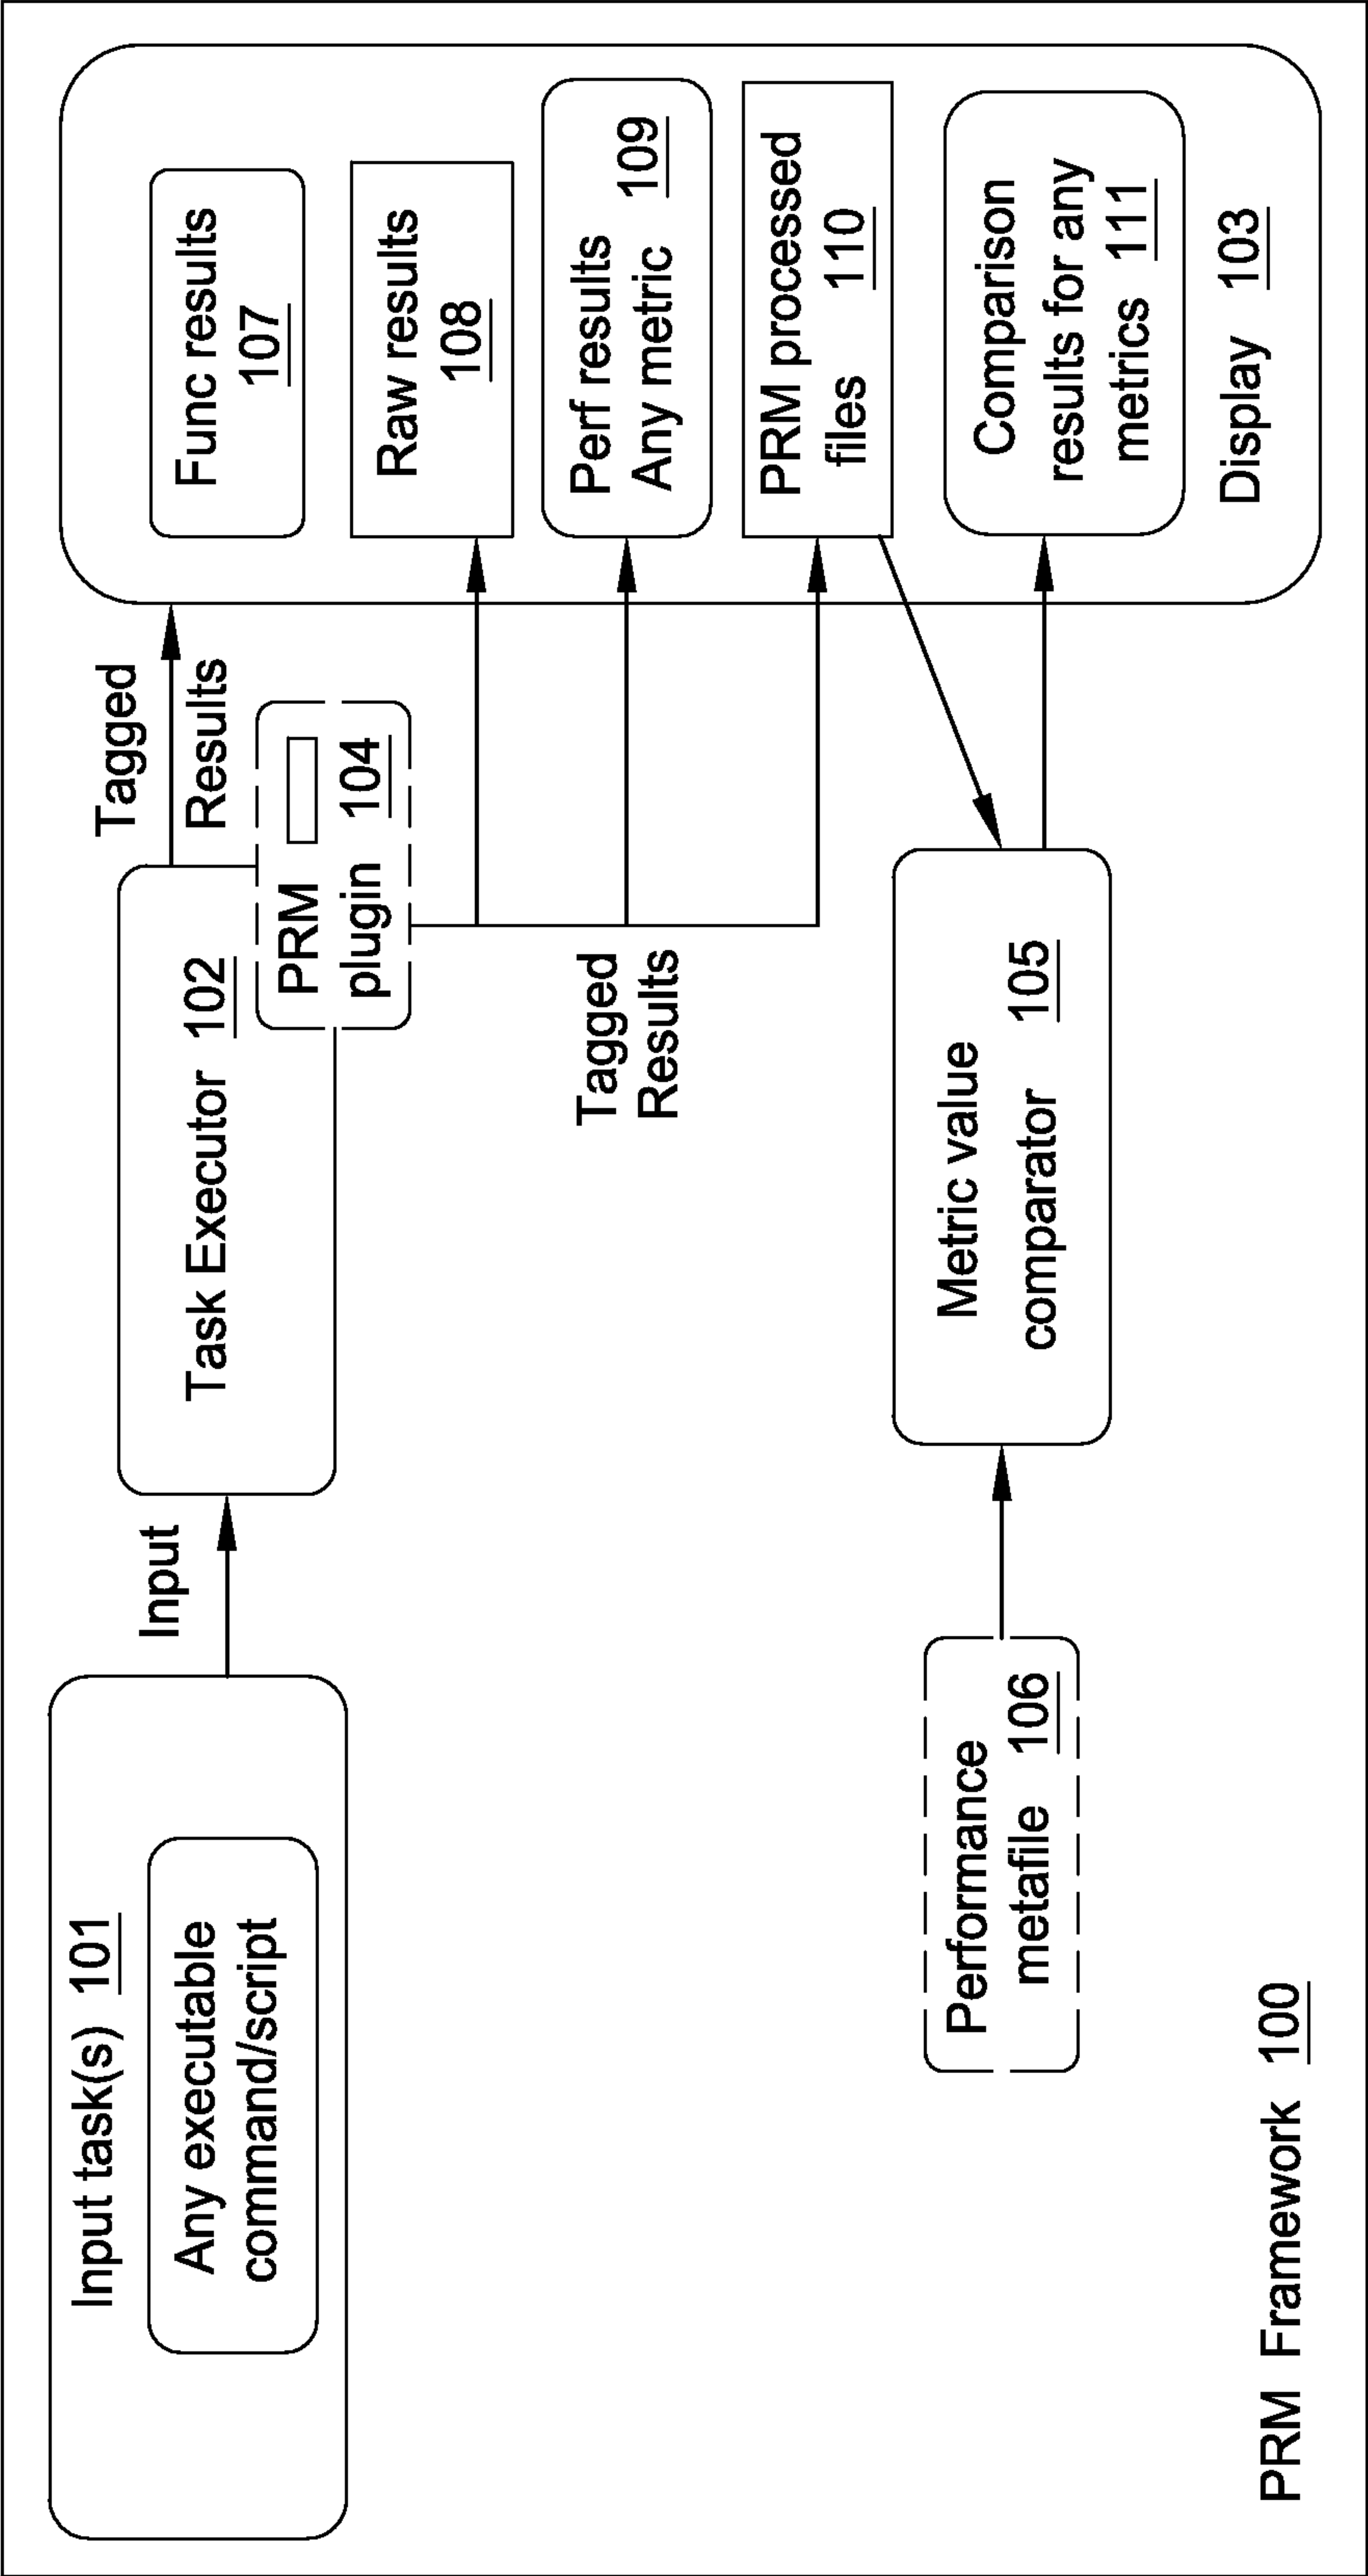 Input task(s) 101
Any executable
command/script
Input
Task Executor 102
PRM
plugin 104
Tagged
Results
Tagged
Results
Func results
107
Raw results
108
Perf results
Any metric 109
PRM processed
files 110
Comparison
results for any
metrics 111
Display 103
Performance
metafile 106
Metric value
comparator 105
PRM Framework 100